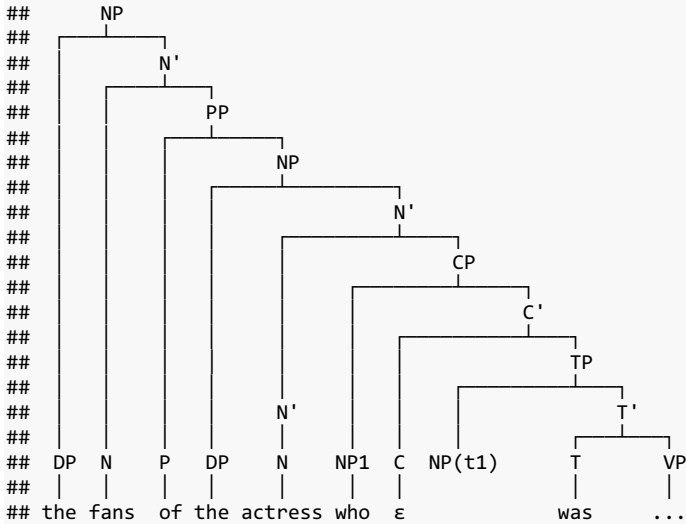 ## NP
##
## N'
##
## PP
##
## NP
##
## N'
##
## CP
##
## C'
##
## TP
##
## N' T'
##
## DP N P DP N NP1 C NP(t1) T VP
##
## the fans of the actress who ε was ...